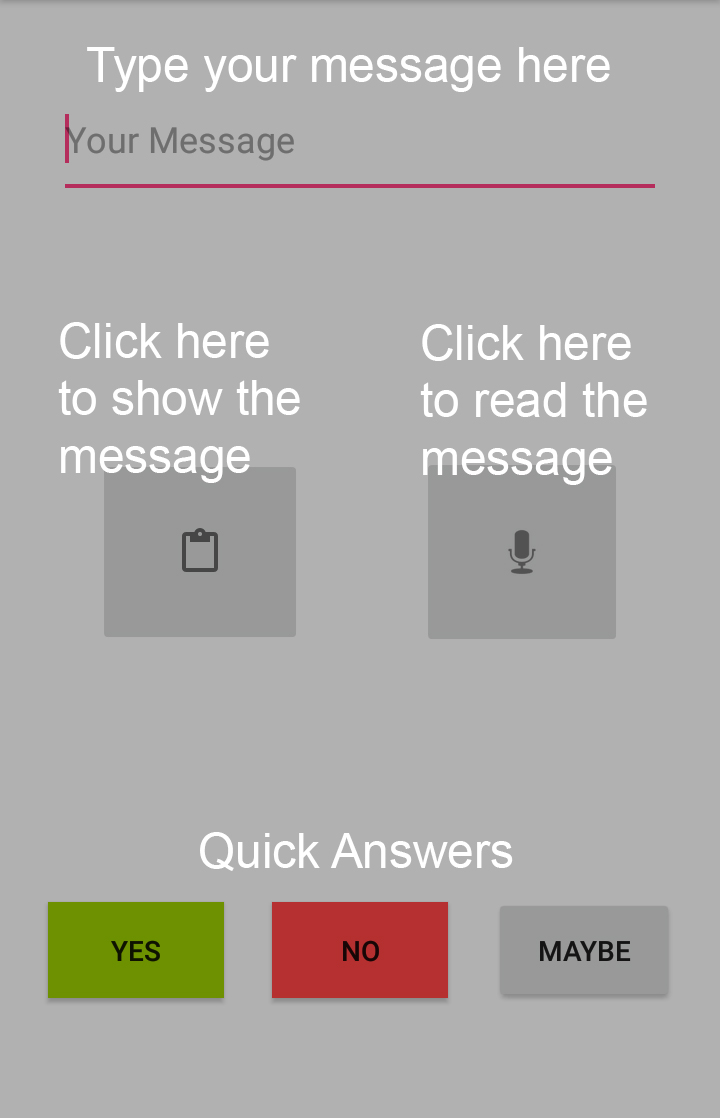 Type your message here
Your Message
Click here
to show the
message
Click here
to read the
message
Quick Answers
YES
NO
MAYBE